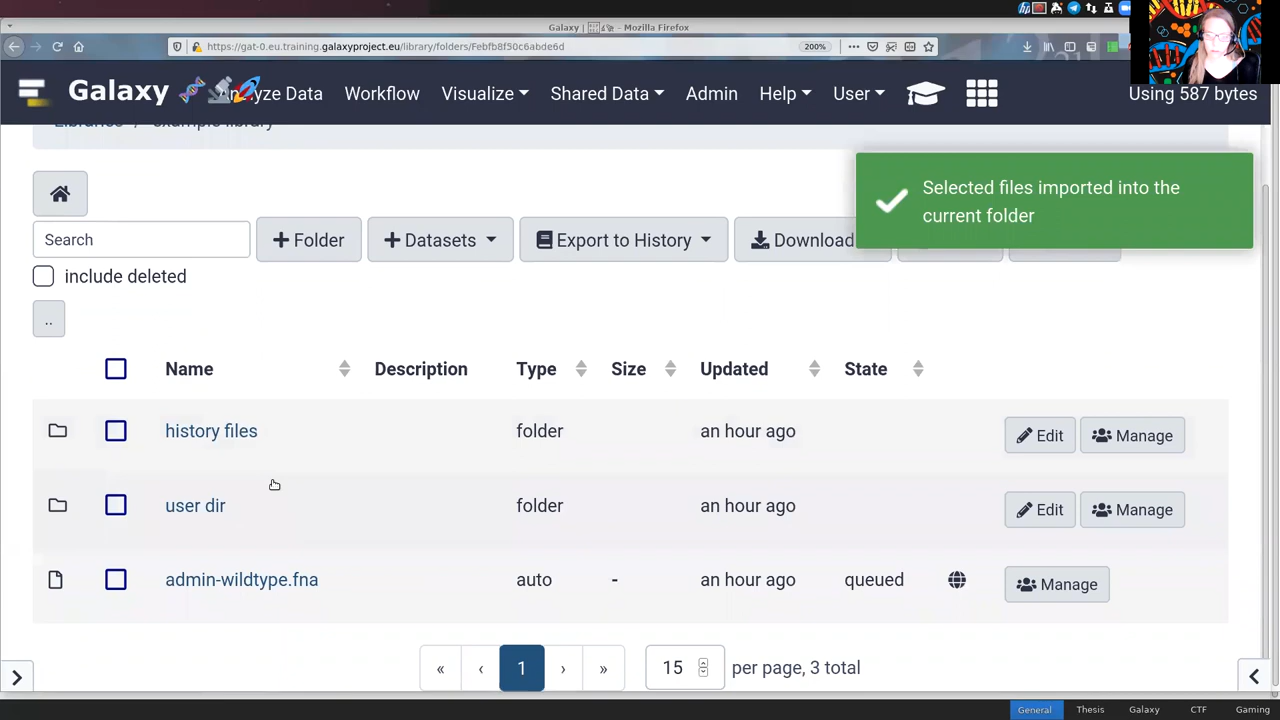 Galaxy | - Mozilla Firefox
https://gat-0.eu.training.galaxyproject.eu/library/folders/Febfb8f50c6abde6d
200%
Galaxy
Analyze Data
Workflow
Visualize
Shared Data
Admin
Help
User
Using 587 bytes
Libraries / example library
Selected files imported into the
current folder
Search
Folder
Datasets
Export to History
Download
include deleted
..
Name
Description
Type
Size
Updated
State
history files
folder
an hour ago
Edit
Manage
user dir
folder
an hour ago
Edit
Manage
admin-wildtype.fna
auto
-
an hour ago
queued
Manage
«
‹
1
›
»
15
per page, 3 total
General
Thesis
Galaxy
CTF
Gaming